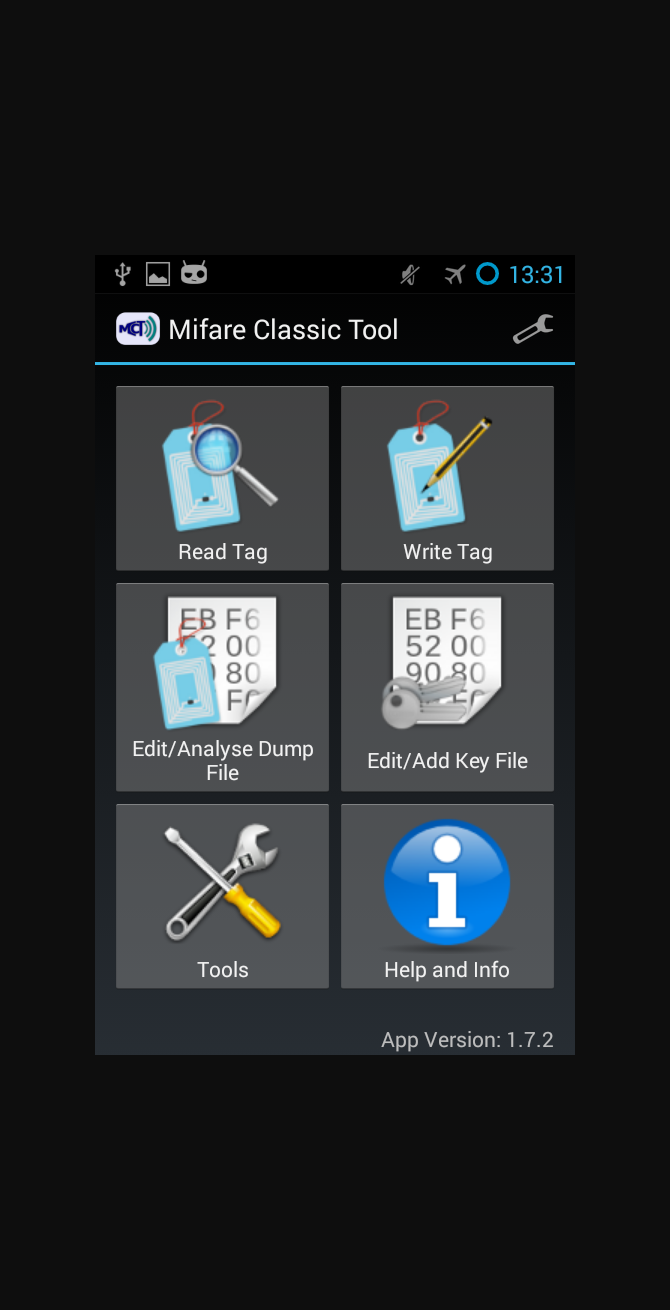 13:31
MCT Mifare Classic Tool
Read Tag
Write Tag
EB F6
52 00
80
EB F6
52 00
90 80
Edit/Analyse Dump
File
Edit/Add Key File
Tools
Help and Info
App Version: 1.7.2